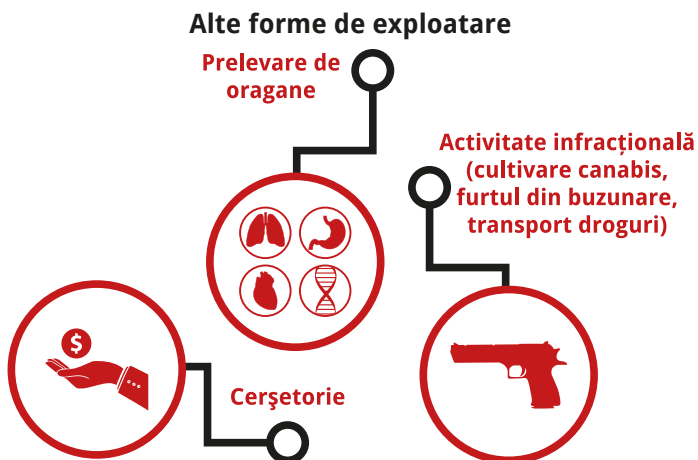 Alte forme de exploatare
Prelevare de
oragane
Activitate infracțională
(cultivare canabis,
furtul din buzunare,
transport droguri)
$
Cerşetorie